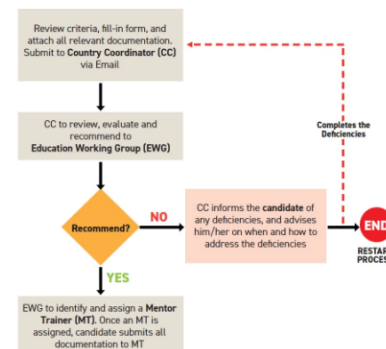 Review criteria, fill-in form, and
attach all relevant documentation.
Submit to Country Coordinator (CC)
via Email
Completes the
Deficiencies
CC to review, evaluate and
recommend to
Education Working Group (EWG)
Recommend?
NO
CC informs the candidate of
any deficiencies, and advises
him/her on when and how to
address the deficiencies
END
RESTAR
PROCES
YES
EWG to identify and assign a Mentor
Trainer (MT). Once an MT is
assigned, candidate submits all
documentation to MT